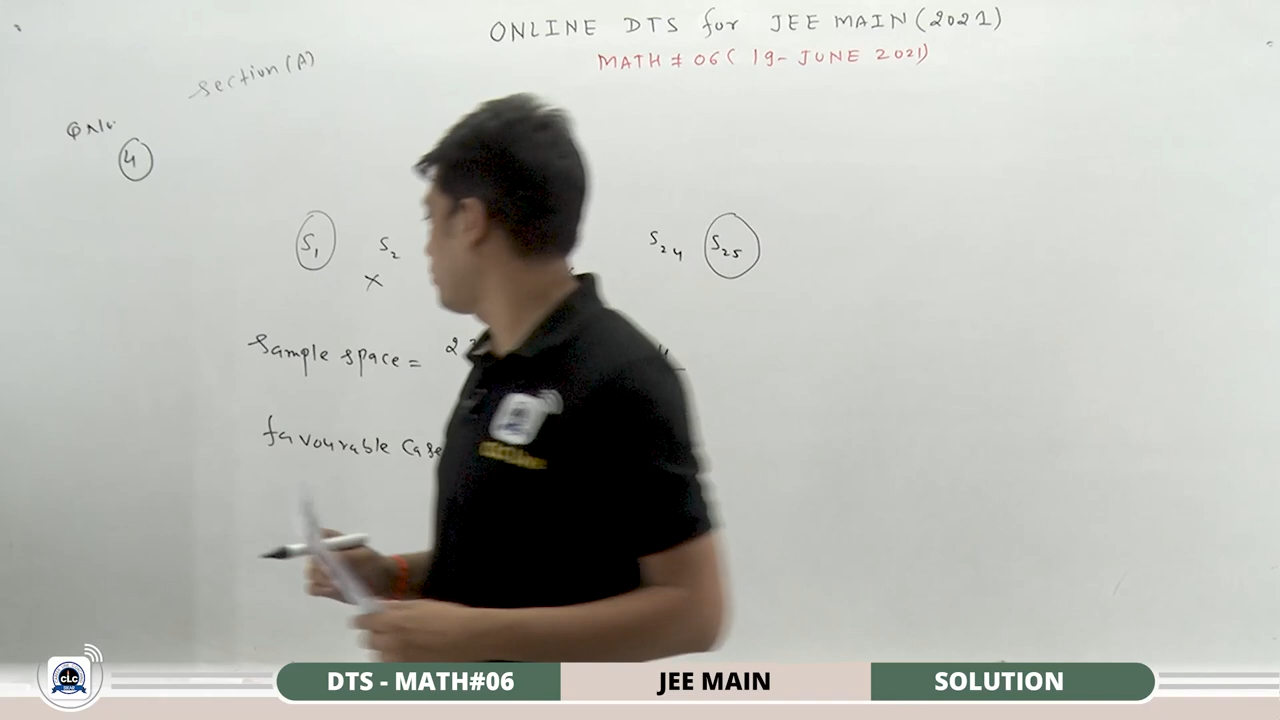 ONLINE DTS for JEE MAIN (2021)
MATH # 06 ( 19- JUNE 2021)
Section (A)
4
S1 S2 S24 S25
×
Sample space =
favourable Case
CLC
DTS - MATH#06 JEE MAIN SOLUTION